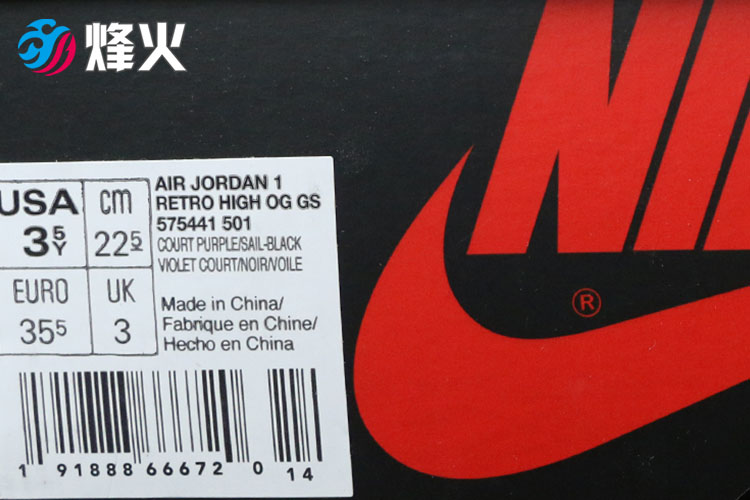 烽火
NIK
®
USA
3 5Y
cm
22 5
EURO
35 5
UK
3
AIR JORDAN 1
RETRO HIGH OG GS
575441 501
COURT PURPLE/SAIL-BLACK
VIOLET COURT/NOIR/VOILE
Made in China/
Fabrique en Chine/
Hecho en China
1 91888 66672 0 14